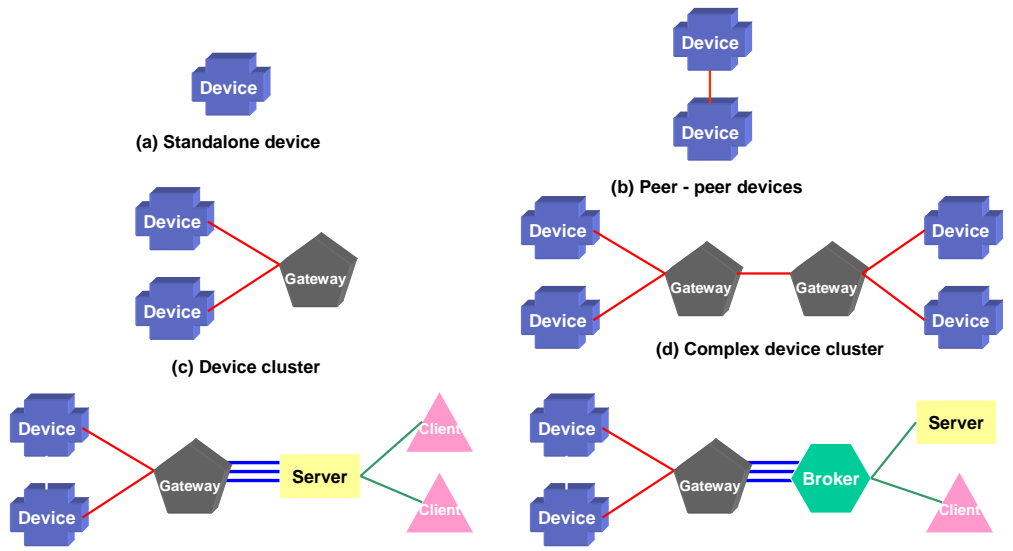 Device
(a) Standalone device
Device
Device
(b) Peer - peer devices
Device
Device
Gateway
(c) Device cluster
Device
Device
Gateway
Gateway
Device
Device
(d) Complex device cluster
Device
Device
Gateway
Server
Client
Client
Device
Device
Gateway
Broker
Server
Client